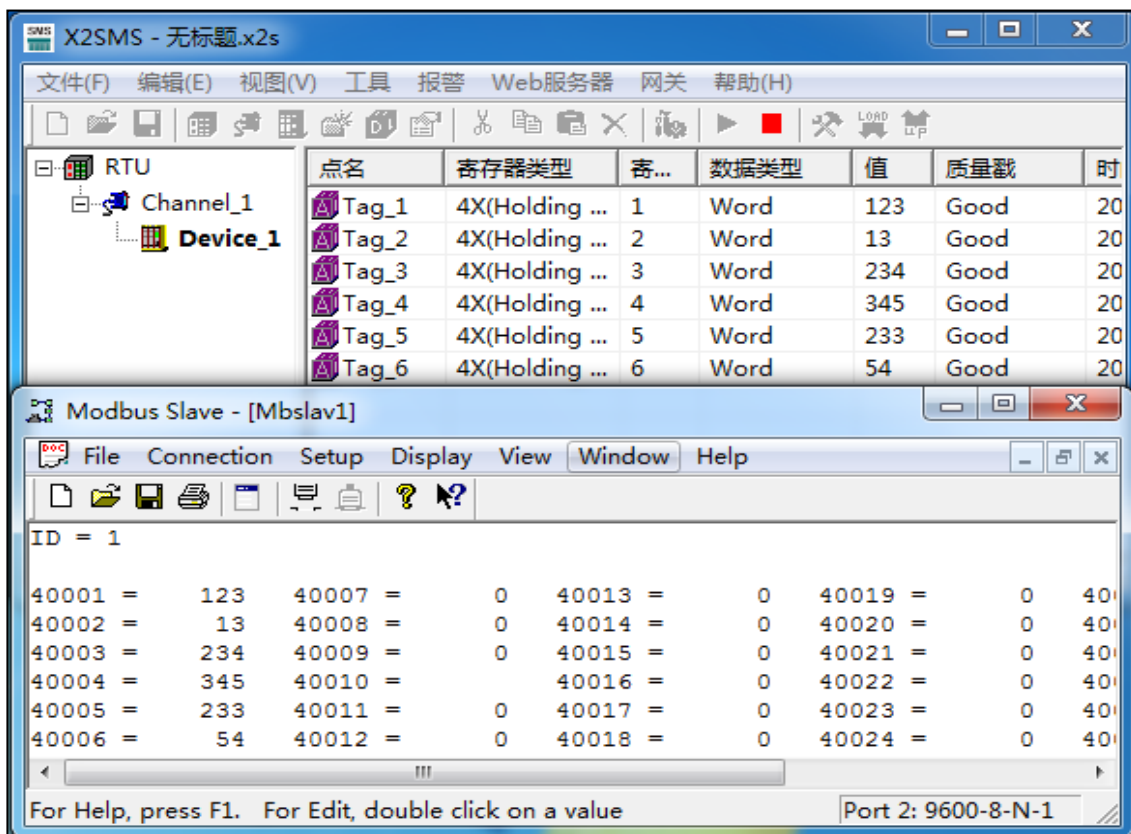 X2SMS - 无标题.x2s
文件(F) 编辑(E) 视图(V) 工具 报警 Web服务器 网关 帮助(H)
RTU
Channel_1
Device_1
点名 寄存器类型 寄... 数据类型 值 质量戳 时
Tag_1 4X(Holding ... 1 Word 123 Good 20
Tag_2 4X(Holding ... 2 Word 13 Good 20
Tag_3 4X(Holding ... 3 Word 234 Good 20
Tag_4 4X(Holding ... 4 Word 345 Good 20
Tag_5 4X(Holding ... 5 Word 233 Good 20
Tag_6 4X(Holding ... 6 Word 54 Good 20
Modbus Slave - [Mbslav1]
File Connection Setup Display View Window Help
ID = 1
40001 = 123 40007 = 0 40013 = 0 40019 = 0 40
40002 = 13 40008 = 0 40014 = 0 40020 = 0 40
40003 = 234 40009 = 0 40015 = 0 40021 = 0 40
40004 = 345 40010 = 40016 = 0 40022 = 0 40
40005 = 233 40011 = 0 40017 = 0 40023 = 0 40
40006 = 54 40012 = 0 40018 = 0 40024 = 0 40
For Help, press F1. For Edit, double click on a value Port 2: 9600-8-N-1